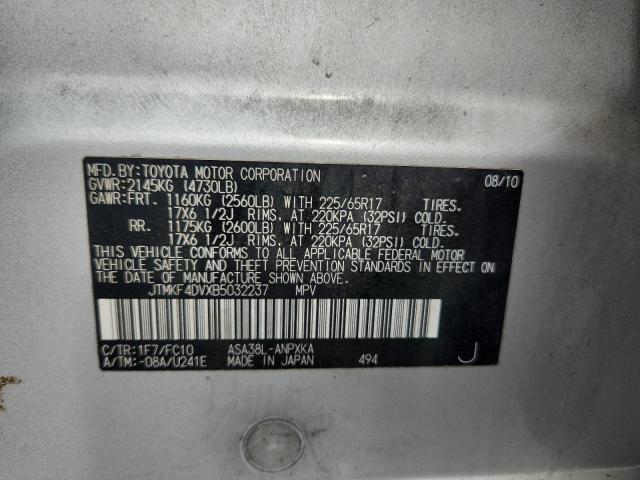 MFD.BY:TOYOTA MOTOR CORPORATION 08/10
GVWR:2145KG (4730LB)
GAWR:FRT. 1160KG (2560LB) WITH 225/65R17 TIRES.
17X6 1/2J RIMS. AT 220KPA (32PSI) COLD.
RR. 1175KG (2600LB) WITH 225/65R17 TIRES.
17X6 1/2J RIMS. AT 220KPA (32PSI) COLD.
THIS VEHICLE CONFORMS TO ALL APPLICABLE FEDERAL MOTOR
VEHICLE SAFETY AND THEFT PREVENTION STANDARDS IN EFFECT ON
THE DATE OF MANUFACTURE SHOWN ABOVE.
JTMKF4DVXB5032237 MPV
C/TR:1F7/FC10 ASA38L-ANPXKA
A/TM:-08A/U241E MADE IN JAPAN 494 J